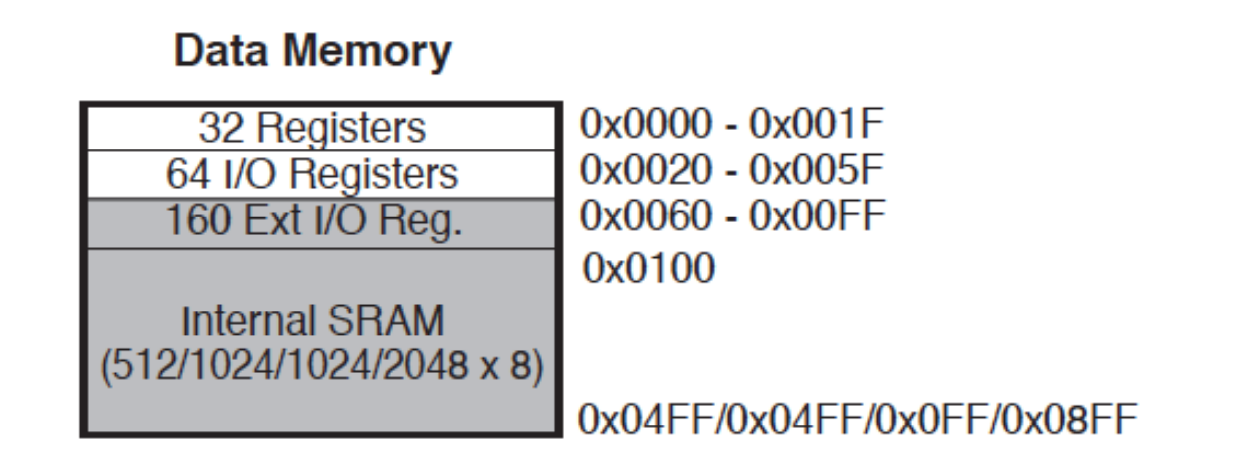 Data Memory
32 Registers 0x0000 - 0x001F
64 I/O Registers 0x0020 - 0x005F
160 Ext I/O Reg. 0x0060 - 0x00FF
0x0100
Internal SRAM
(512/1024/1024/2048 x 8)
0x04FF/0x04FF/0x0FF/0x08FF